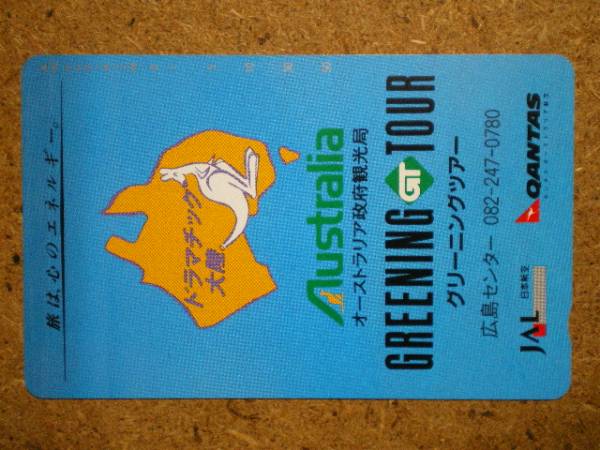 旅は、心のエネルギー。
10 30 50
ドラマチック
大陸
Australia
オーストラリア政府観光局
GREENING GT TOUR
グリーニングツアー
広島センター 082-247-0780
JAL 日本航空
QANTAS